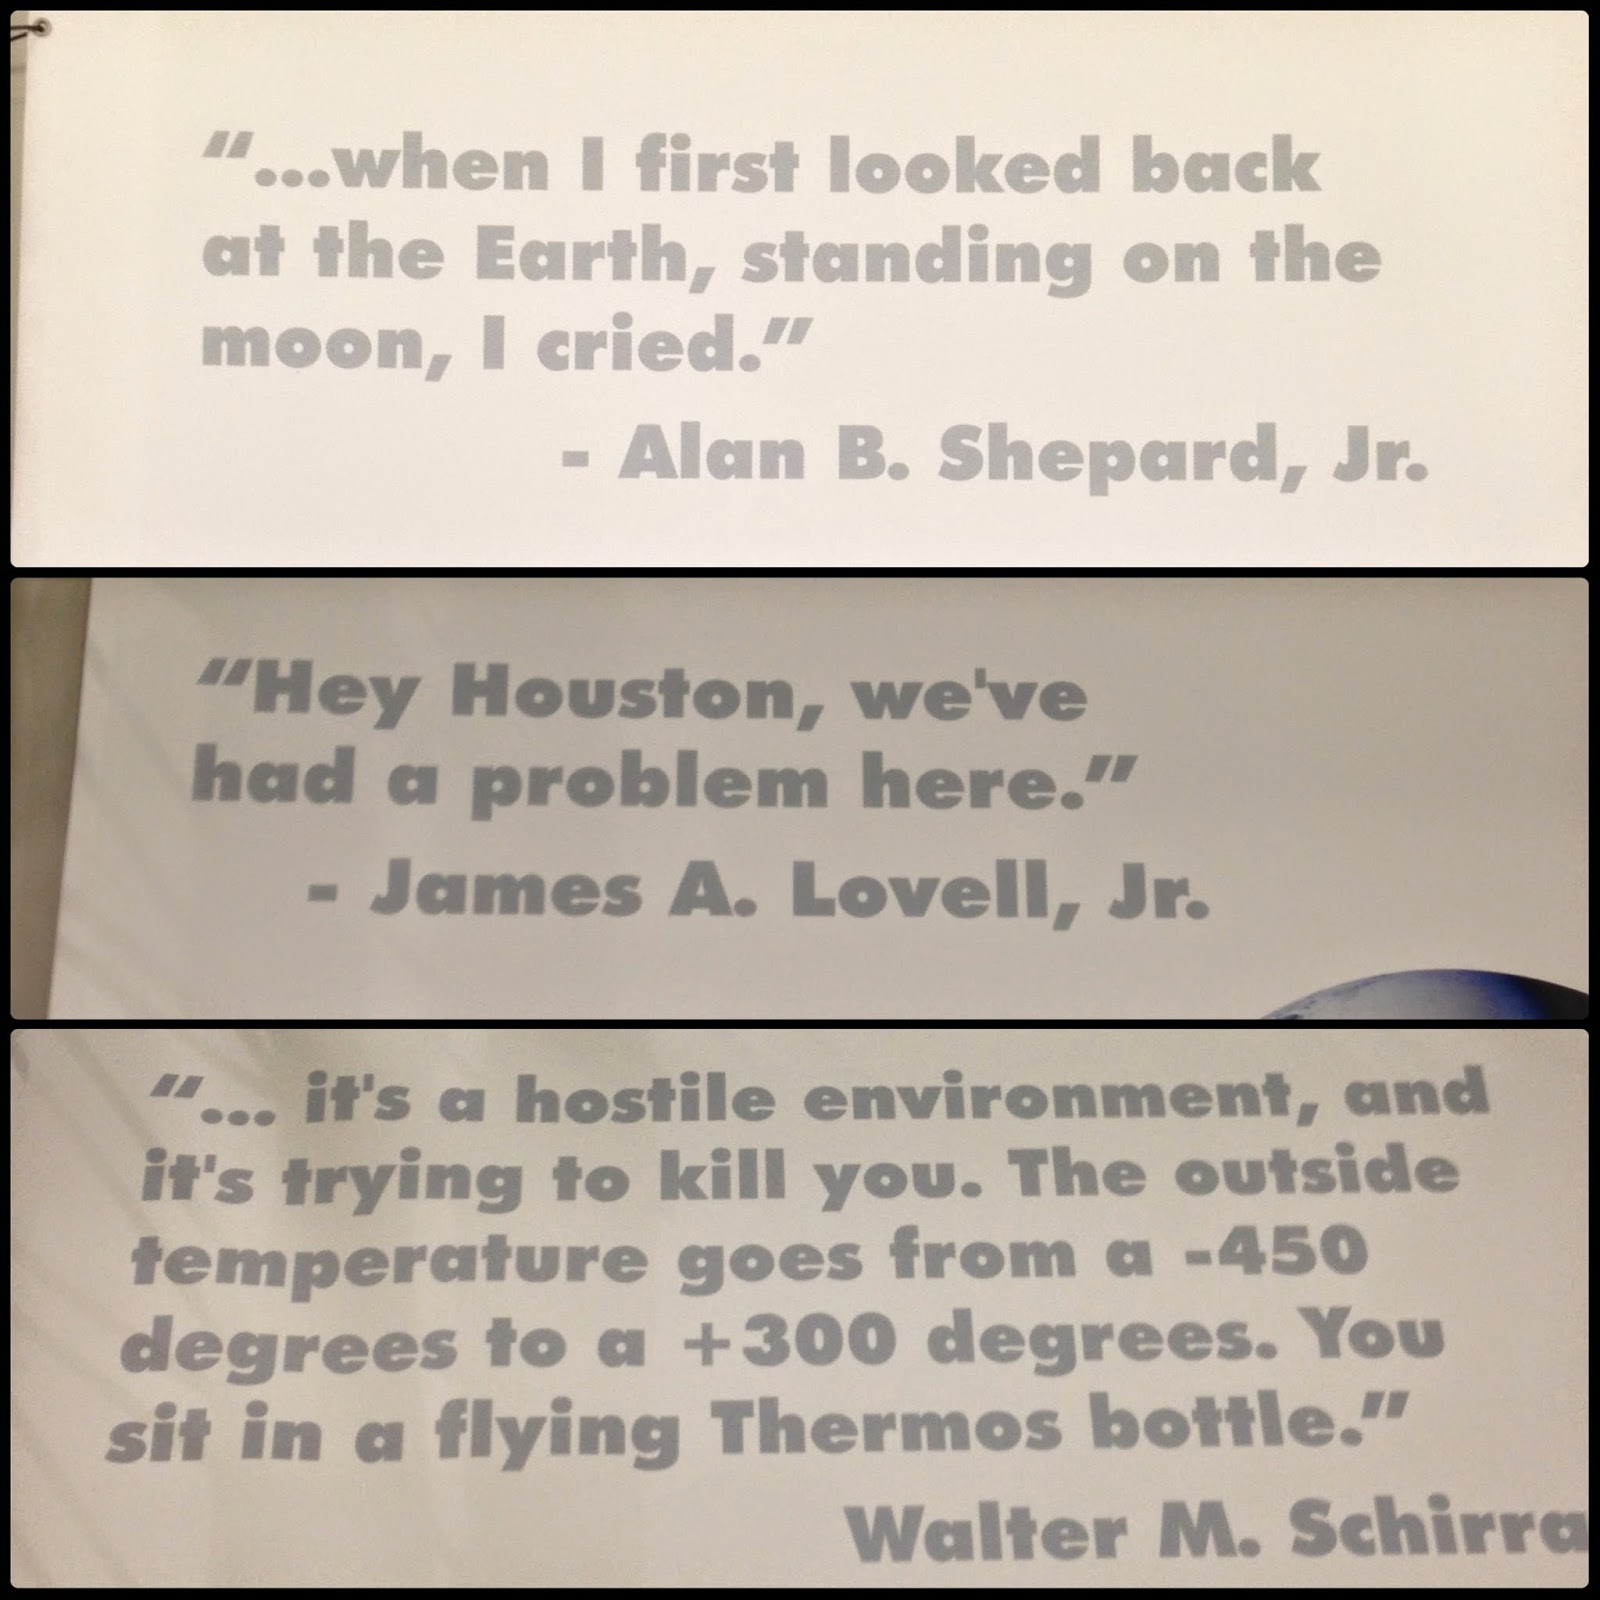 “...when I first looked back
at the Earth, standing on the
moon, I cried.”
- Alan B. Shepard, Jr.
“Hey Houston, we've
had a problem here.”
- James A. Lovell, Jr.
“... it's a hostile environment, and
it's trying to kill you. The outside
temperature goes from a -450
degrees to a +300 degrees. You
sit in a flying Thermos bottle.”
Walter M. Schirra